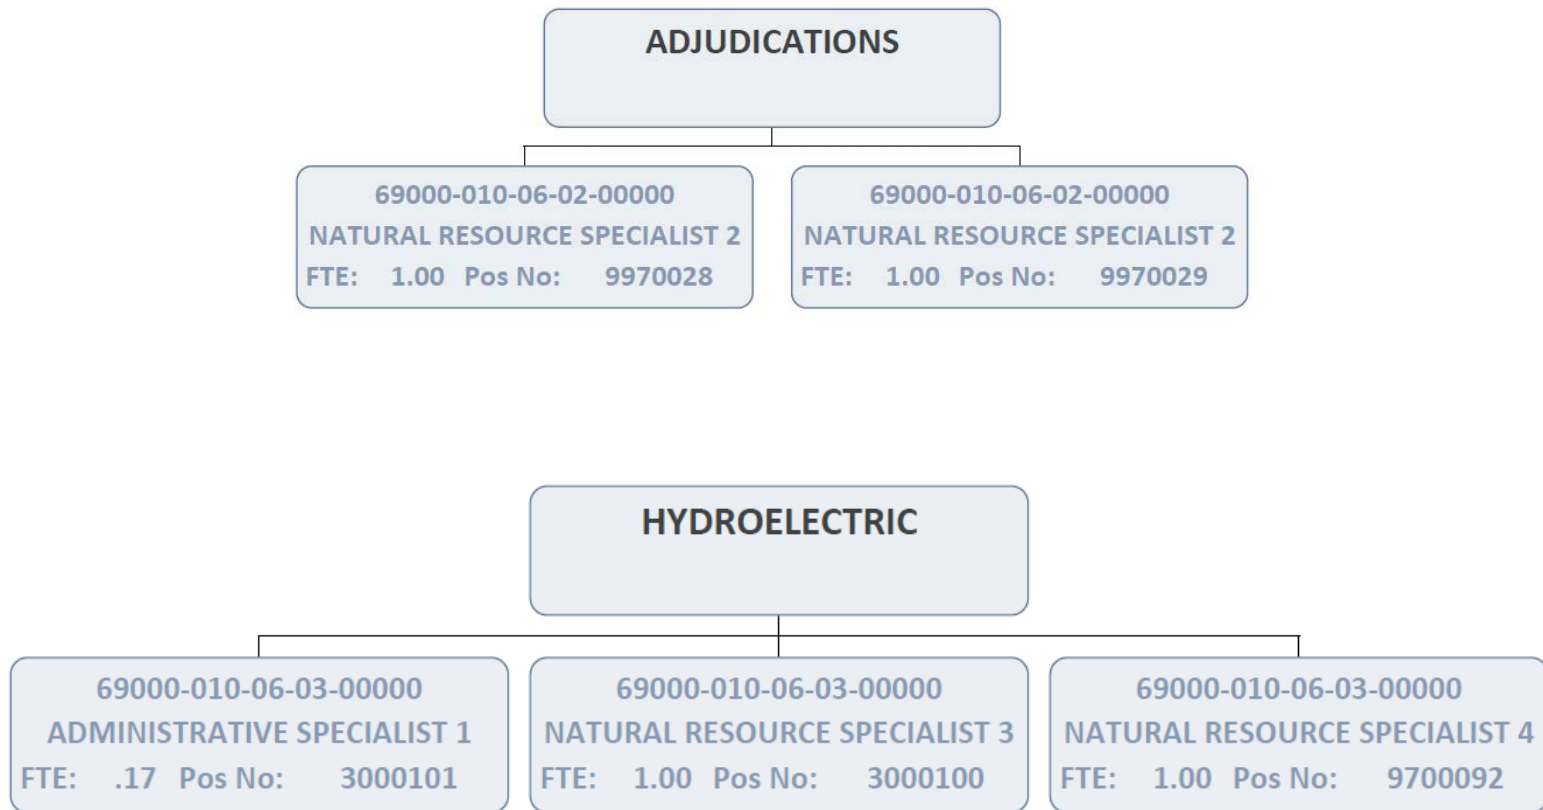 ADJUDICATIONS
69000-010-06-02-00000
NATURAL RESOURCE SPECIALIST 2
FTE: 1.00 Pos No: 9970028
69000-010-06-02-00000
NATURAL RESOURCE SPECIALIST 2
FTE: 1.00 Pos No: 9970029
HYDROELECTRIC
69000-010-06-03-00000
ADMINISTRATIVE SPECIALIST 1
FTE: .17 Pos No: 3000101
69000-010-06-03-00000
NATURAL RESOURCE SPECIALIST 3
FTE: 1.00 Pos No: 3000100
69000-010-06-03-00000
NATURAL RESOURCE SPECIALIST 4
FTE: 1.00 Pos No: 9700092